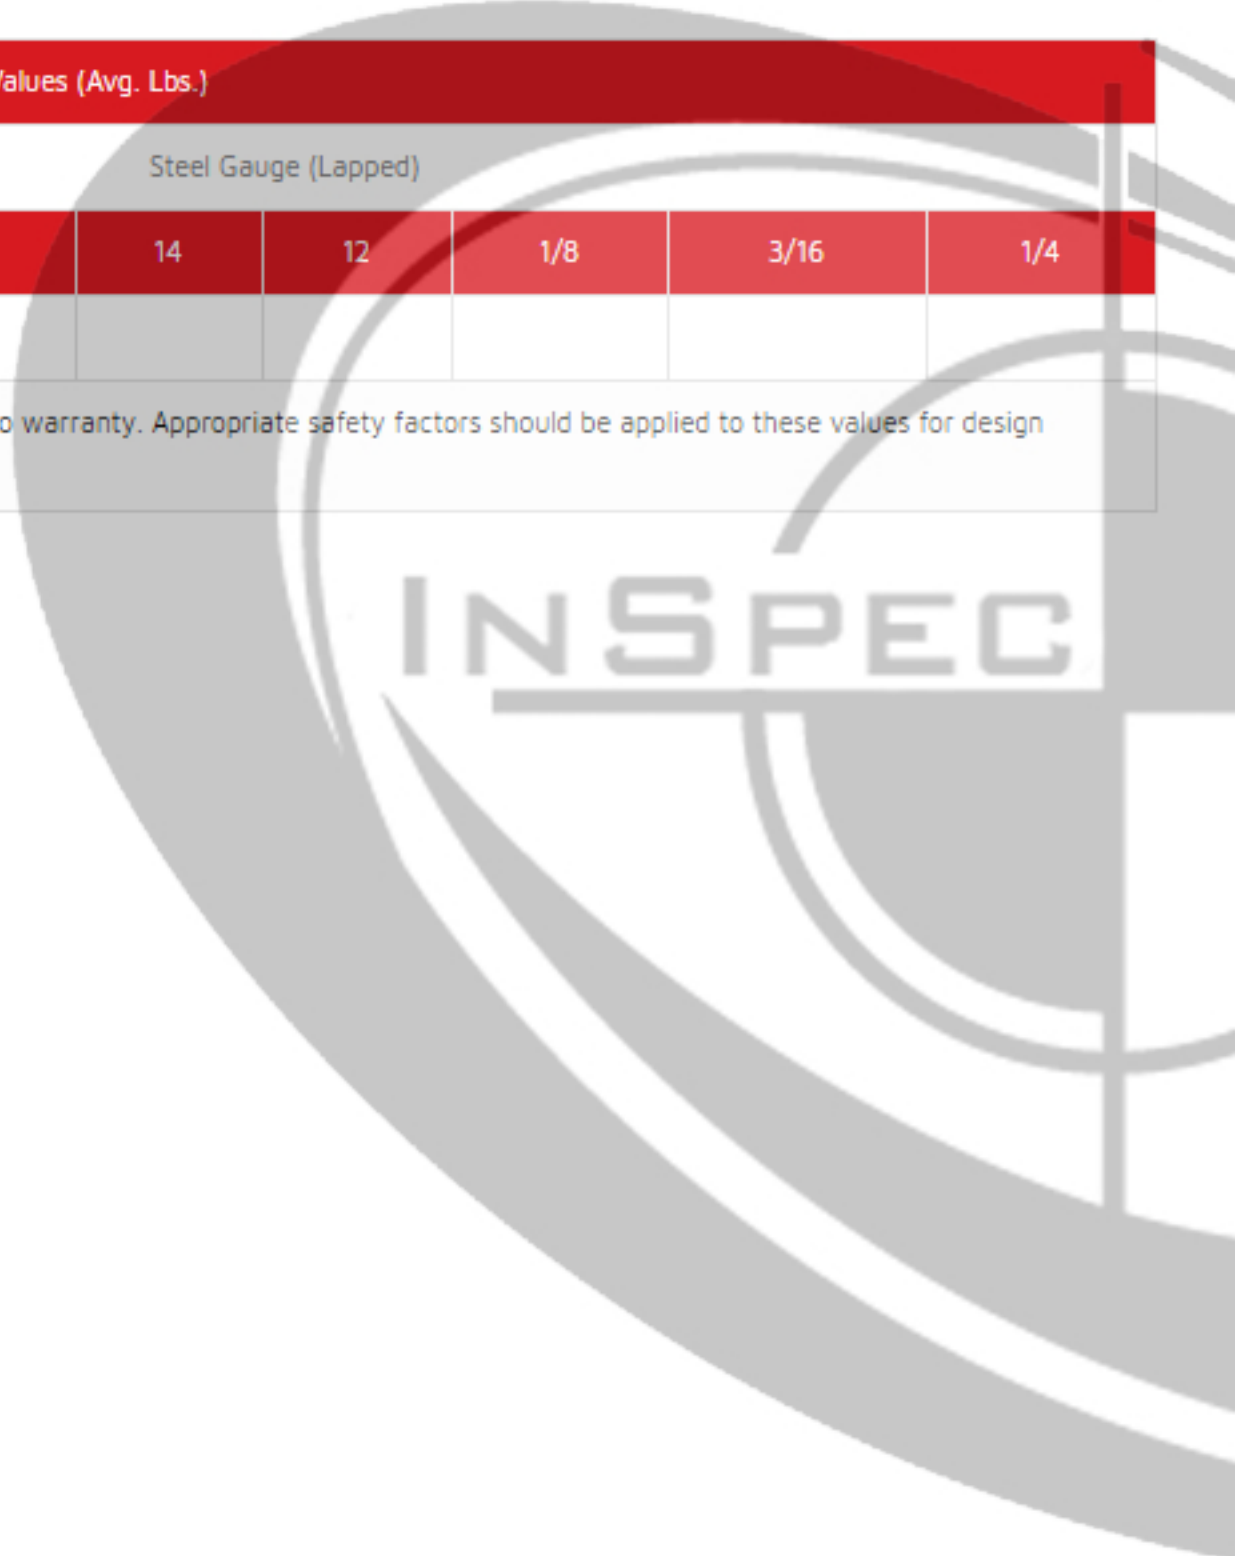 Values (Avg. Lbs.)
Steel Gauge (Lapped)
14 12 1/8 3/16 1/4
o warranty. Appropriate safety factors should be applied to these values for design
INSPEC